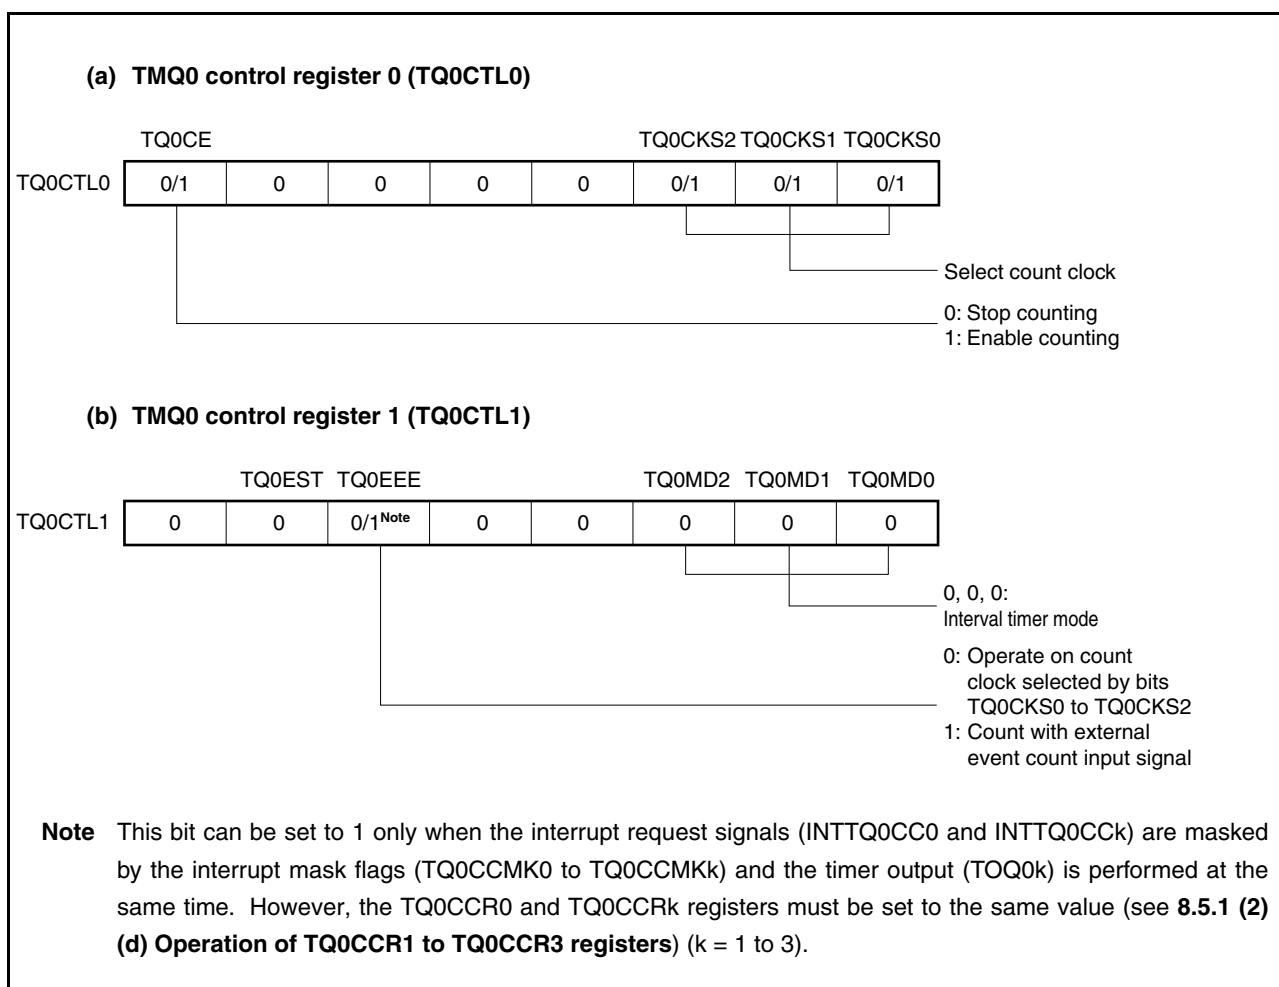 (a) TMQ0 control register 0 (TQ0CTL0)
TQ0CE TQ0CKS2 TQ0CKS1 TQ0CKS0
TQ0CTL0 0/1 0 0 0 0 0/1 0/1 0/1
Select count clock
0: Stop counting
1: Enable counting
(b) TMQ0 control register 1 (TQ0CTL1)
TQ0EST TQ0EEE TQ0MD2 TQ0MD1 TQ0MD0
TQ0CTL1 0 0 0/1Note 0 0 0 0 0
0, 0, 0:
Interval timer mode
0: Operate on count
clock selected by bits
TQ0CKS0 to TQ0CKS2
1: Count with external
event count input signal
Note This bit can be set to 1 only when the interrupt request signals (INTTQ0CC0 and INTTQ0CCk) are masked
by the interrupt mask flags (TQ0CCMK0 to TQ0CCMKk) and the timer output (TOQ0k) is performed at the
same time. However, the TQ0CCR0 and TQ0CCRk registers must be set to the same value (see 8.5.1 (2)
(d) Operation of TQ0CCR1 to TQ0CCR3 registers) (k = 1 to 3).